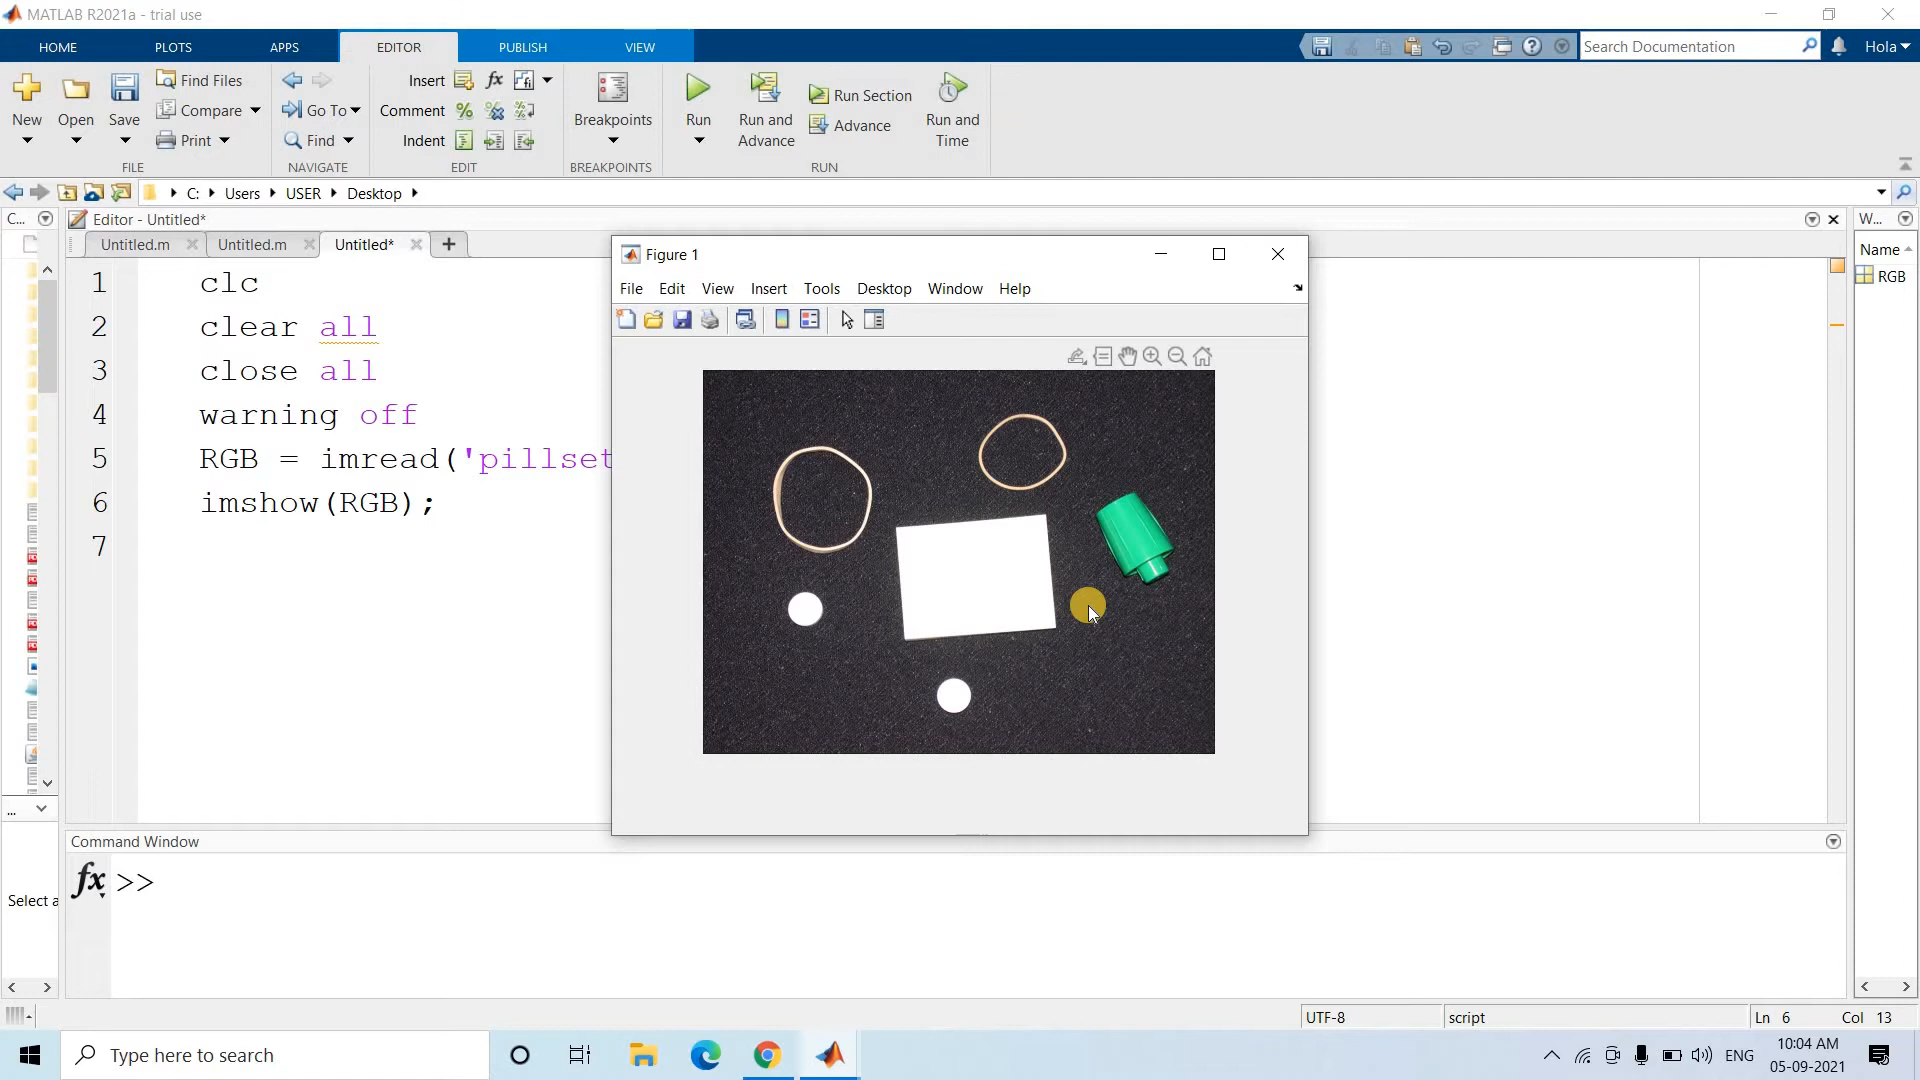 MATLAB R2021a - trial use
HOME PLOTS APPS EDITOR PUBLISH VIEW
Search Documentation
Hola
New
Open
Save
Find Files
Compare
Print
FILE
Go To
Find
NAVIGATE
Insert
Comment
Indent
fx
EDIT
Breakpoints
BREAKPOINTS
Run
Run and
Advance
Run Section
Advance
Run and
Time
RUN
C: Users USER Desktop
C...
Editor - Untitled*
W...
Untitled.m Untitled.m Untitled* +
Name
RGB
1 clc
2 clear all
3 close all
4 warning off
5 RGB = imread('pillset
6 imshow(RGB);
7
Figure 1
File Edit View Insert Tools Desktop Window Help
...
Select a
Command Window
fx >>
UTF-8 script Ln 6 Col 13
Type here to search
ENG
10:04 AM
05-09-2021